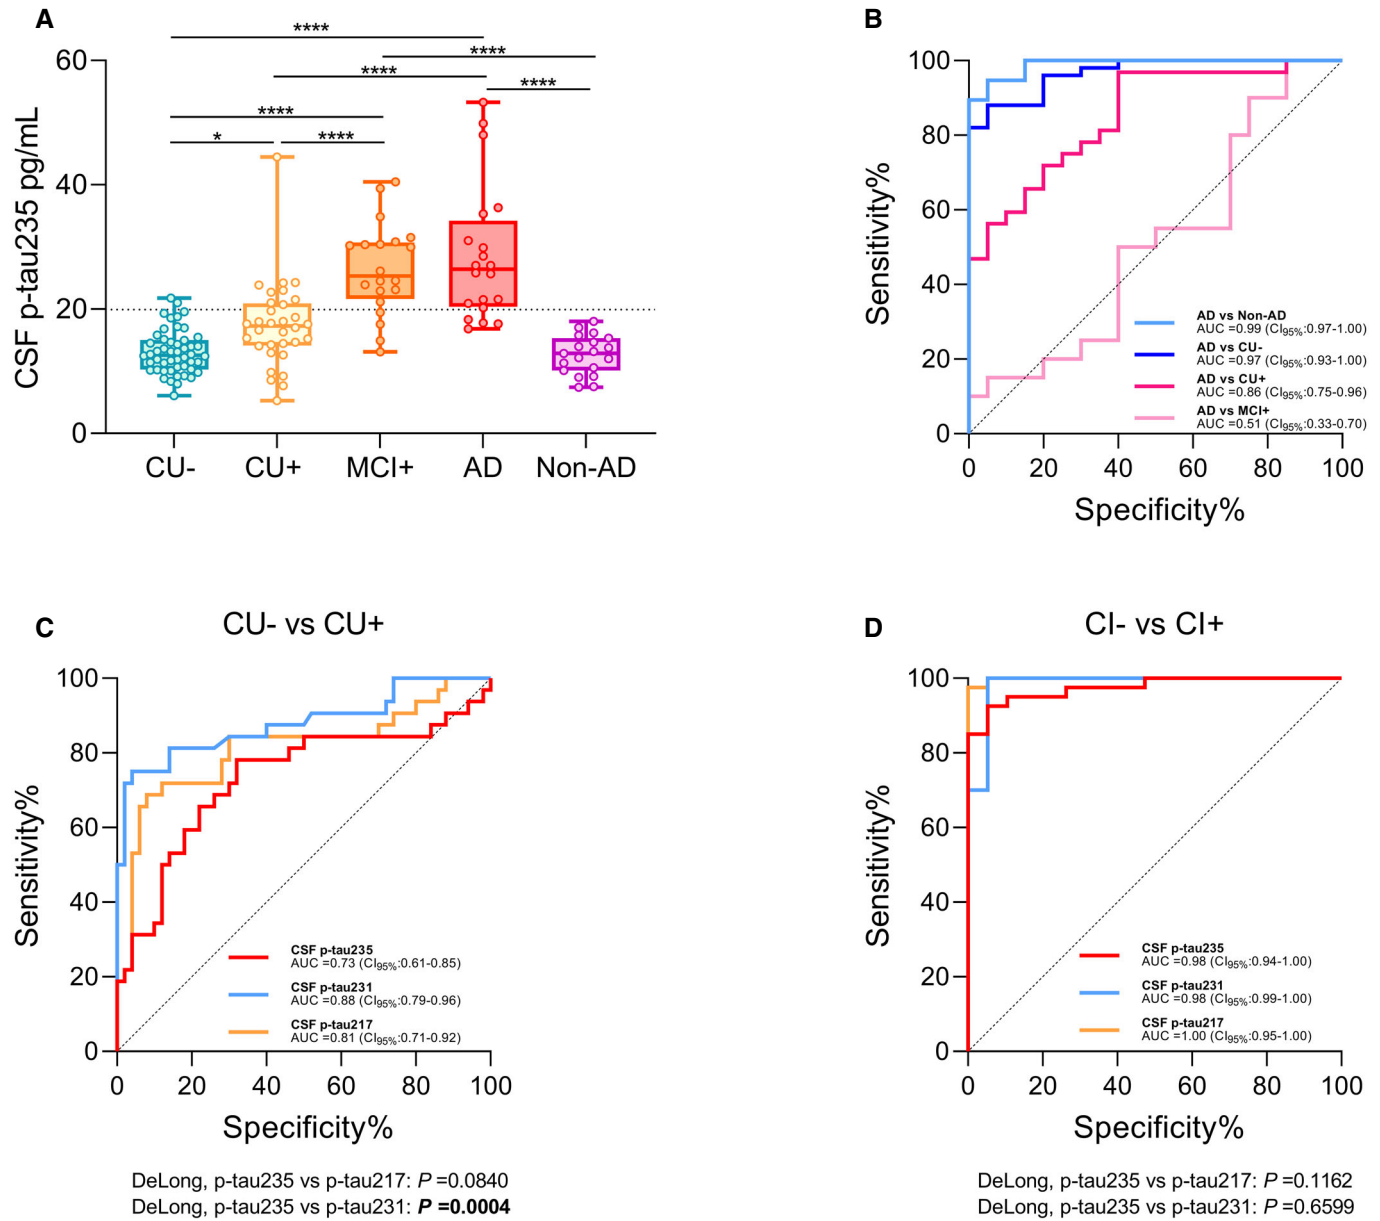 A
****
****
****
****
****
*
****
CSF p-tau235 pg/mL
60
40
20
0
CU-
CU+
MCI+
AD
Non-AD
B
Sensitivity%
100
80
60
40
20
0
AD vs Non-AD
AUC =0.99 (CI95%:0.97-1.00)
AD vs CU-
AUC =0.97 (CI95%:0.93-1.00)
AD vs CU+
AUC =0.86 (CI95%:0.75-0.96)
AD vs MCI+
AUC =0.51 (CI95%:0.33-0.70)
0 20 40 60 80 100
Specificity%
C
CU- vs CU+
Sensitivity%
100
80
60
40
20
0
CSF p-tau235
AUC =0.73 (CI95%:0.61-0.85)
CSF p-tau231
AUC =0.88 (CI95%:0.79-0.96)
CSF p-tau217
AUC =0.81 (CI95%:0.71-0.92)
0 20 40 60 80 100
Specificity%
DeLong, p-tau235 vs p-tau217: P =0.0840
DeLong, p-tau235 vs p-tau231: P =0.0004
D
CI- vs CI+
Sensitivity%
100
80
60
40
20
0
CSF p-tau235
AUC =0.98 (CI95%:0.94-1.00)
CSF p-tau231
AUC =0.98 (CI95%:0.99-1.00)
CSF p-tau217
AUC =1.00 (CI95%:0.95-1.00)
0 20 40 60 80 100
Specificity%
DeLong, p-tau235 vs p-tau217: P =0.1162
DeLong, p-tau235 vs p-tau231: P =0.6599